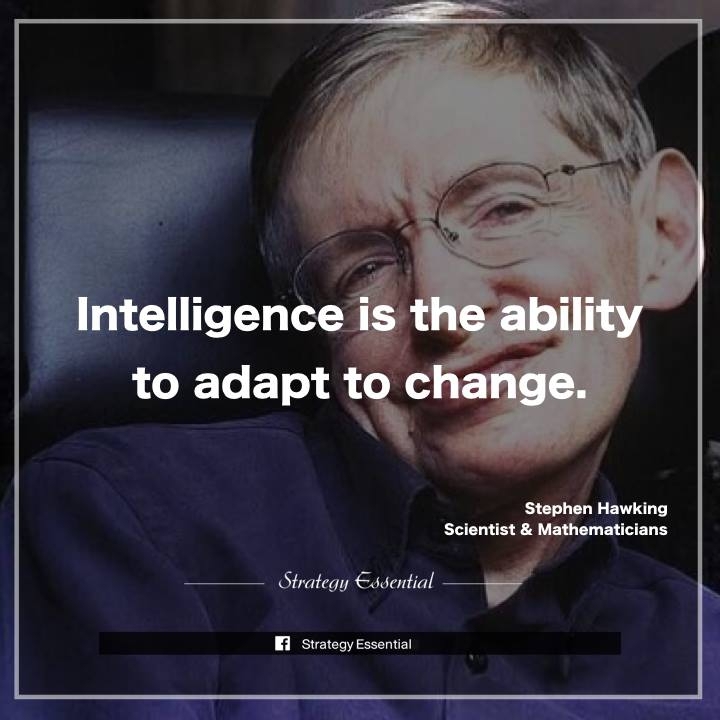 Intelligence is the ability
to adapt to change.
Stephen Hawking
Scientist & Mathematicians
Strategy Essential
Strategy Essential